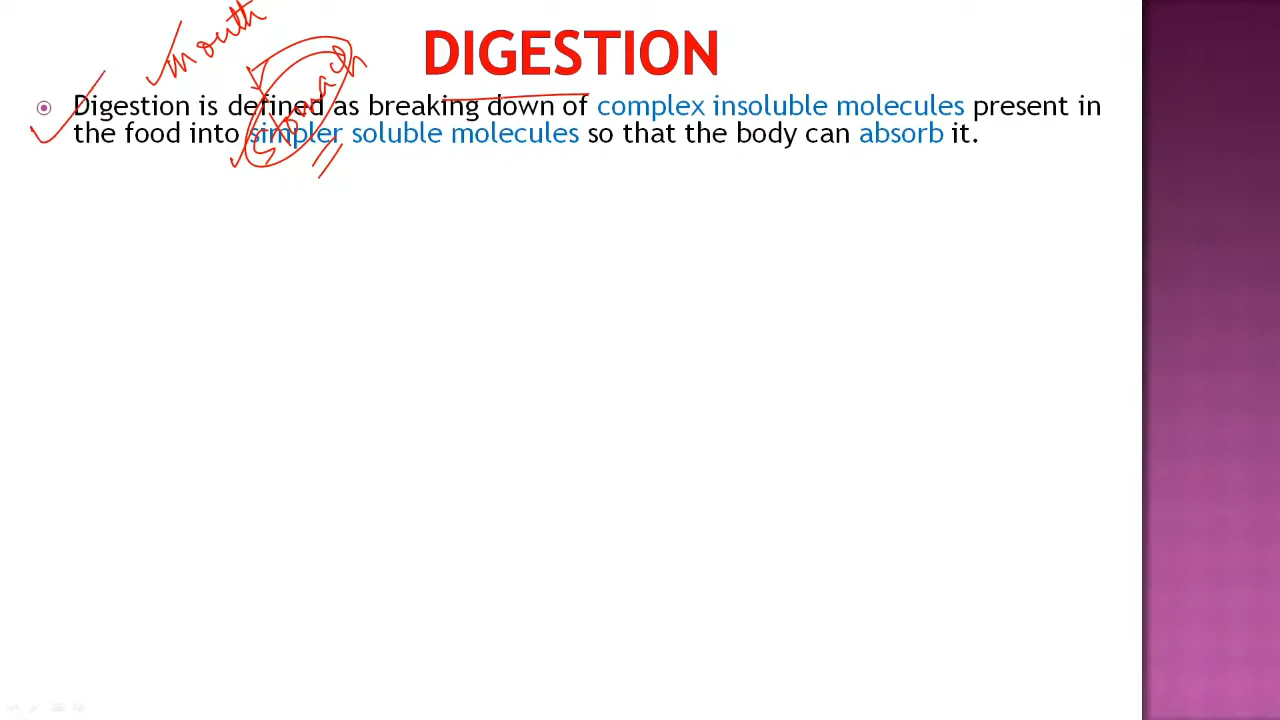 mouth
DIGESTION
stomach
Digestion is defined as breaking down of complex insoluble molecules present in
the food into simpler soluble molecules so that the body can absorb it.